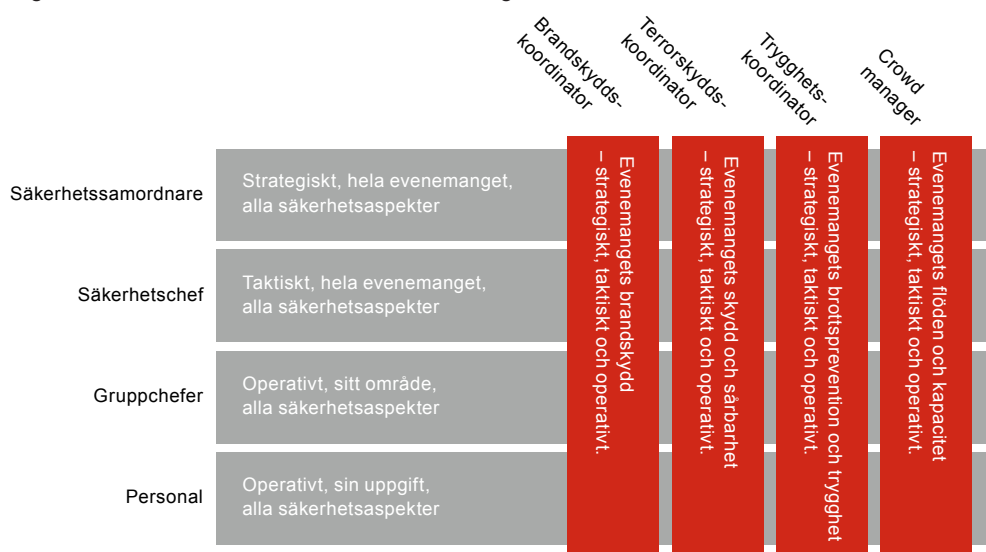 Brandskydds-
koordinator
Terrorskydds-
koordinator
Trygghets-
koordinator
Crowd
manager
Säkerhetssamordnare
Strategiskt, hela evenemanget,
alla säkerhetsaspekter
Säkerhetschef
Taktiskt, hela evenemanget,
alla säkerhetsaspekter
Gruppchefer
Operativt, sitt område,
alla säkerhetsaspekter
Personal
Operativt, sin uppgift,
alla säkerhetsaspekter
Evenemangets brandskydd
– strategiskt, taktiskt och operativt.
Evenemangets skydd och sårbarhet
– strategiskt, taktiskt och operativt.
Evenemangets brottsprevention och trygghet
– strategiskt, taktiskt och operativt.
Evenemangets flöden och kapacitet
– strategiskt, taktiskt och operativt.